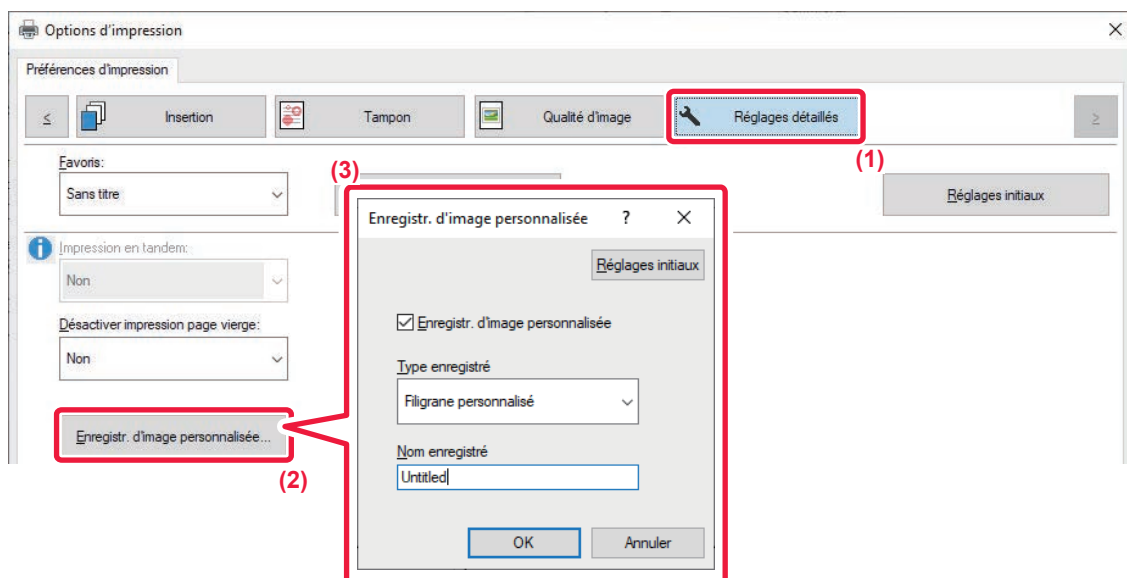 Options d'impression
Préférences d'impression
<
Insertion
Tampon
Qualité d'image
Réglages détaillés
>
(1)
Favoris:
Sans titre
Réglages initiaux
Impression en tandem:
Non
Désactiver impression page vierge:
Non
Enregistr. d'image personnalisée...
(2)
(3)
Enregistr. d'image personnalisée
?
Réglages initiaux
Enregistr. d'image personnalisée
Type enregistré
Filigrane personnalisé
Nom enregistré
Untitled
OK
Annuler